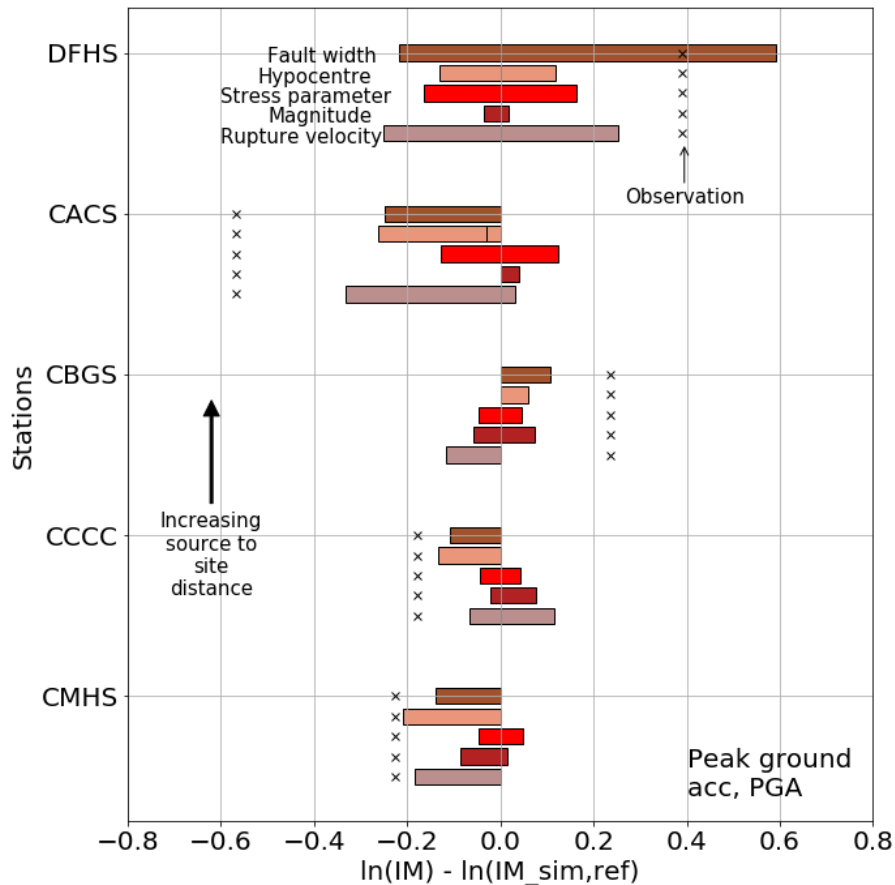 DFHS
Fault width
Hypocentre
Stress parameter
Magnitude
Rupture velocity
Observation
CACS
CBGS
Stations
Increasing
source to
site
distance
CCCC
CMHS
Peak ground
acc, PGA
−0.8 −0.6 −0.4 −0.2 0.0 0.2 0.4 0.6 0.8
ln(IM) - ln(IM_sim,ref)